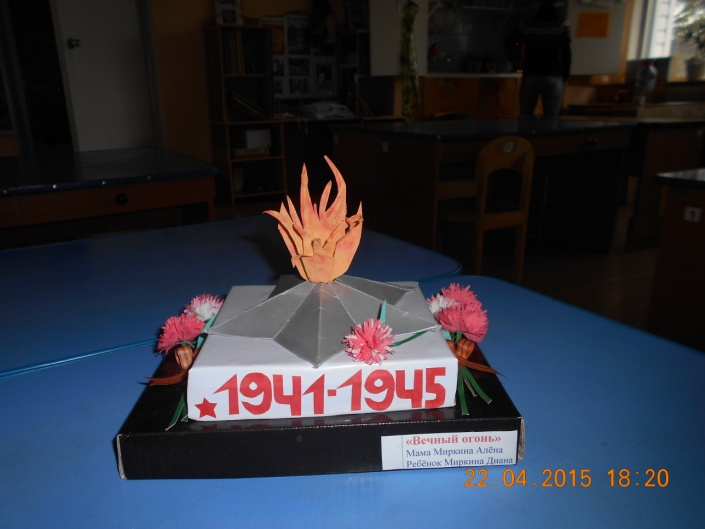 1941-1945
«Вечный огонь»
Мама Миркина Алёна
Ребёнок Миркина Диана
22.04.2015 18:20